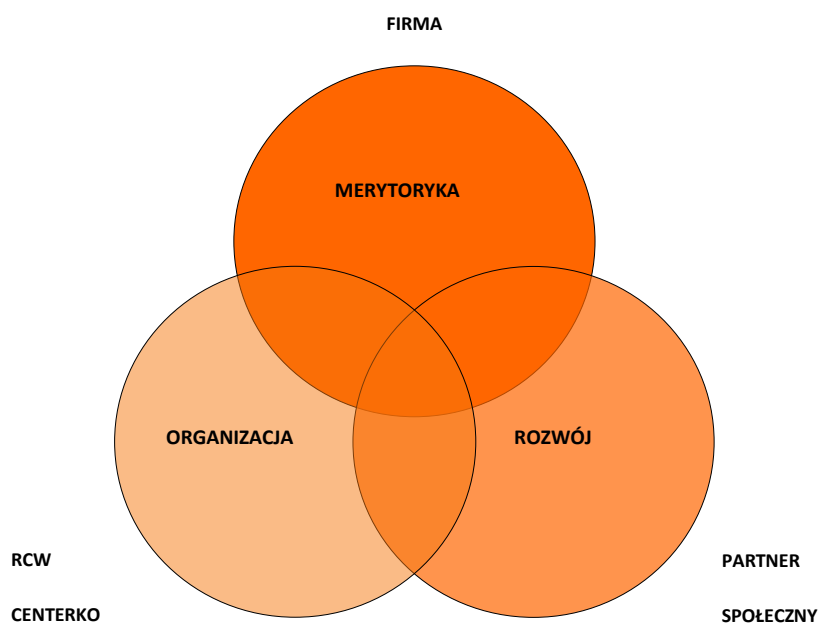 FIRMA
MERYTORYKA
ORGANIZACJA
ROZWÓJ
RCW
CENTERKO
PARTNER
SPOŁECZNY